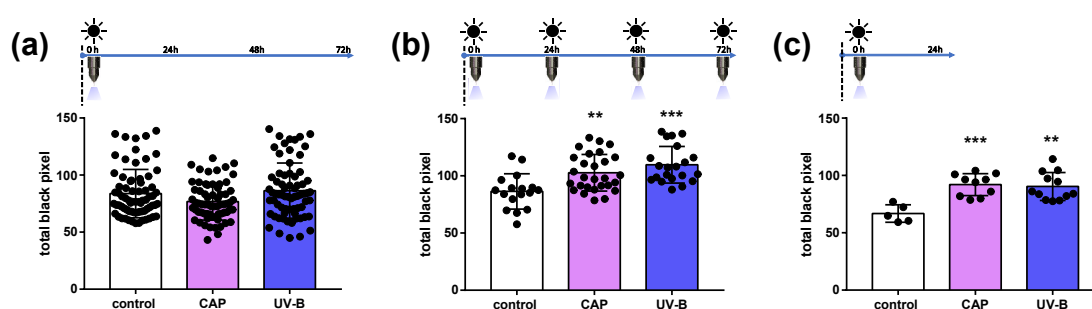 (a)
0 h 24h 48h 72h
total black pixel
150
100
50
0
control CAP UV-B
(b)
0 h 24h 48h 72h
total black pixel
150
100
50
0
** ***
control CAP UV-B
(c)
0 h 24h
total black pixel
150
100
50
0
*** **
control CAP UV-B